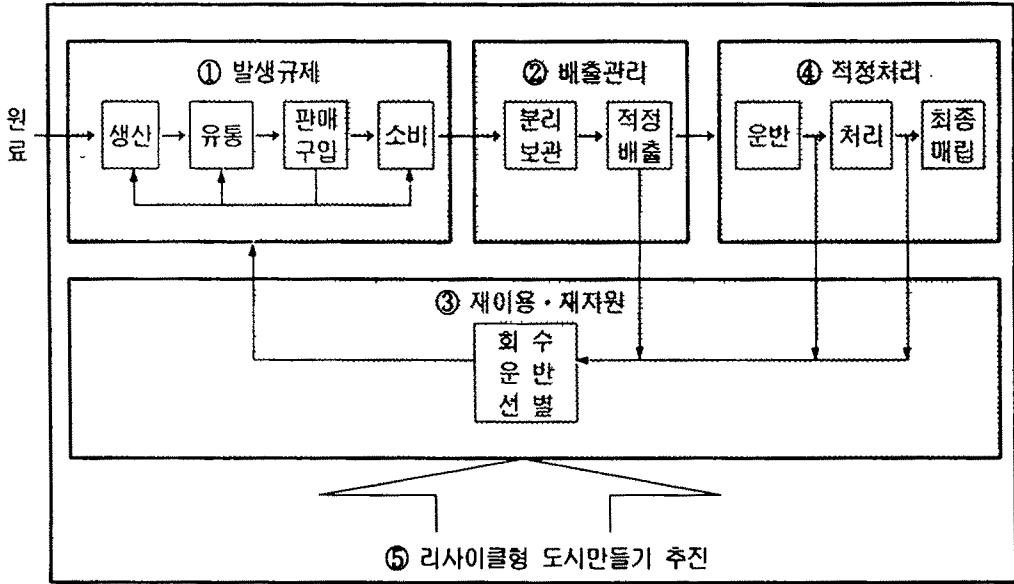 ① 발생규제
② 배출관리
④ 적정처리
원료
생산
유통
판매
구입
소비
분리
보관
적정
배출
운반
처리
최종
매립
③ 재이용·재자원
회 수
운 반
선 별
⑤ 리사이클형 도시만들기 추진